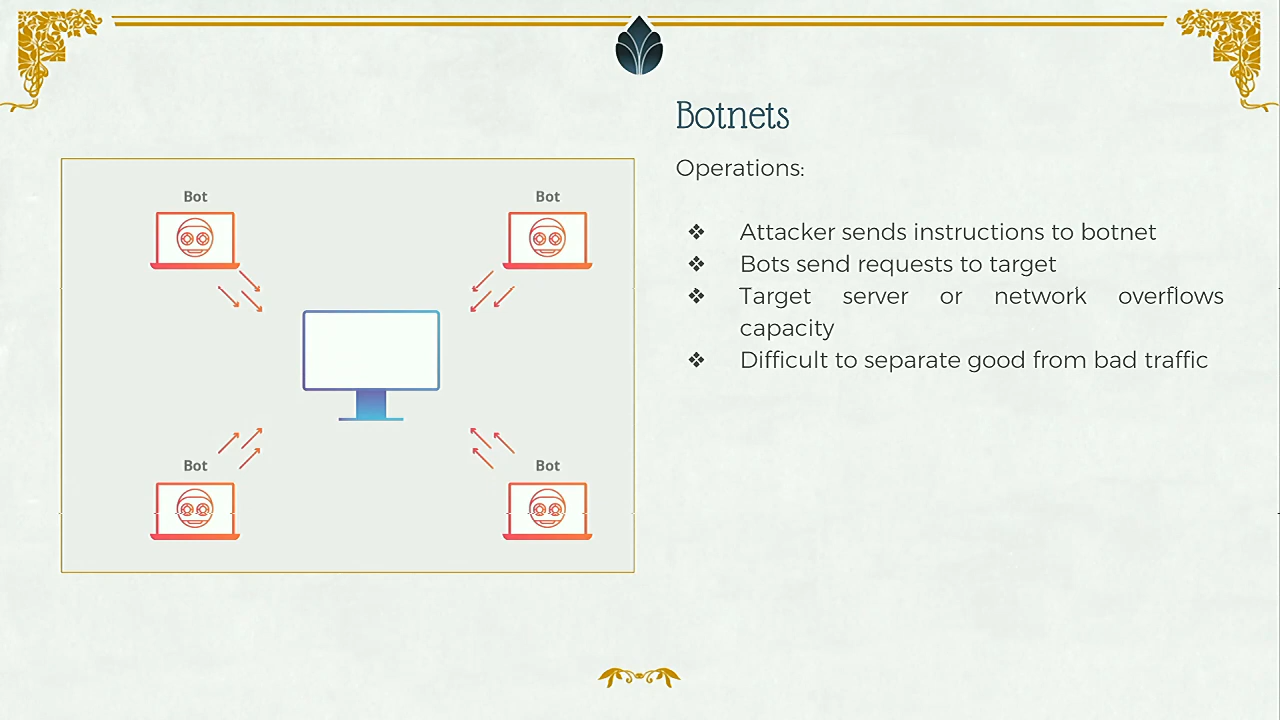 Botnets
Operations:
❖ Attacker sends instructions to botnet
❖ Bots send requests to target
❖ Target server or network overflows
capacity
❖ Difficult to separate good from bad traffic
Bot
Bot
Bot
Bot